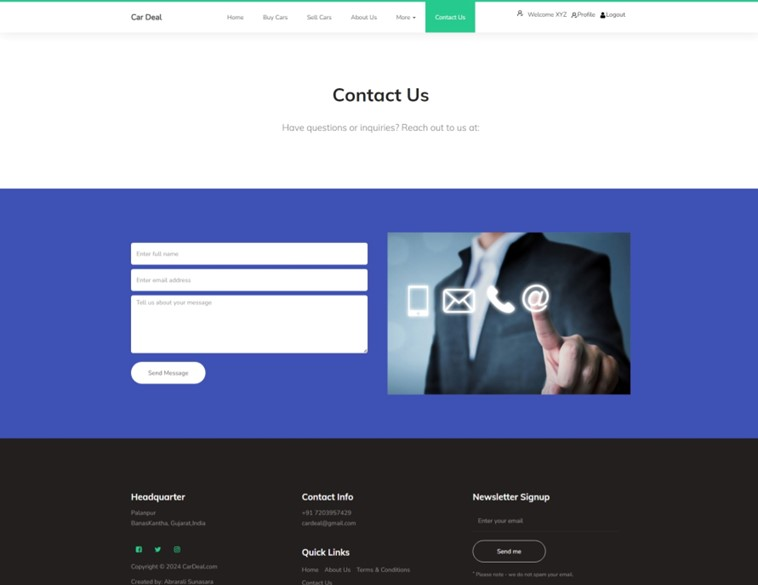 Car Deal
Home Buy Cars Sell Cars About Us More Contact Us Welcome XYZ Profile Logout
Contact Us
Have questions or inquiries? Reach out to us at:
Enter full name
Enter email address
Tell us about your message
Send Message
@
Headquarter
Palanpur
BanasKantha, Gujarat,India
Copyright © 2024 CarDeal.com
Created by: Abrarali Sunasara
Contact Info
+91 7203957429
cardeal@gmail.com
Quick Links
Home About Us Terms & Conditions
Contact Us
Newsletter Signup
Enter your email
Send me
* Please note - we do not spam your email.